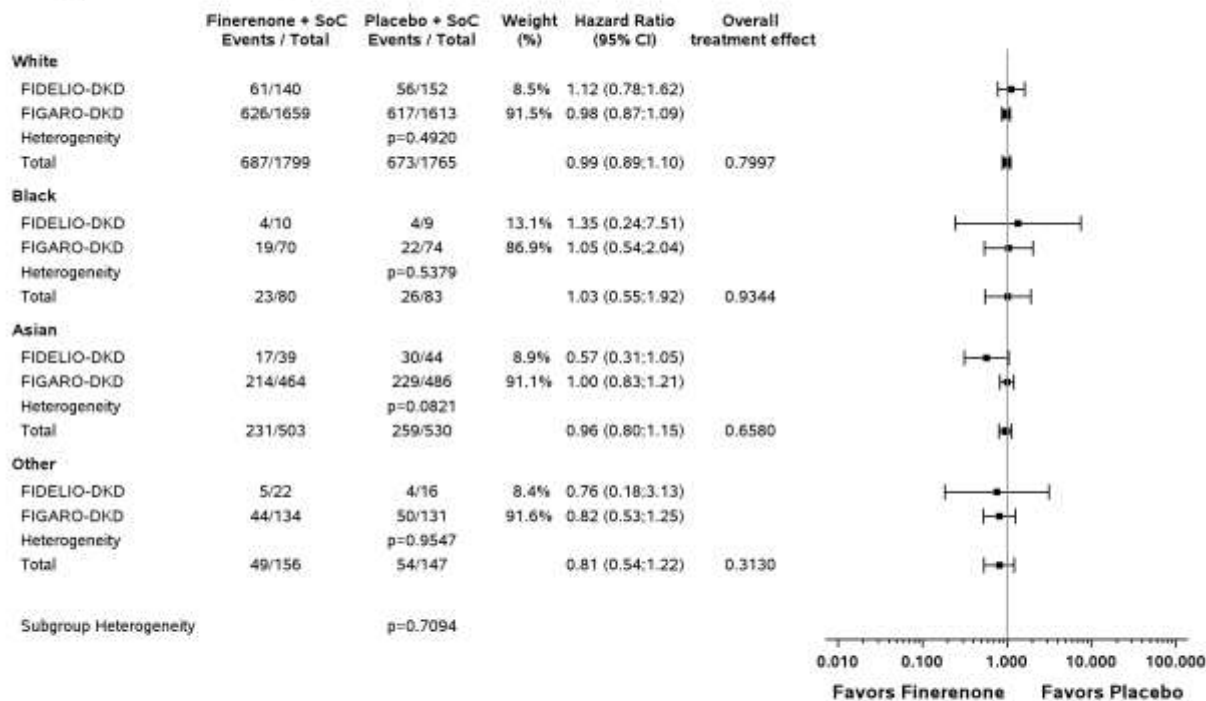 Finerenone + SoC Placebo + SoC Weight Hazard Ratio Overall
Events / Total Events / Total (%) (95% CI) treatment effect
White
FIDELIO-DKD 61/140 56/152 8.5% 1.12 (0.78;1.62)
FIGARO-DKD 626/1659 617/1613 91.5% 0.98 (0.87;1.09)
Heterogeneity p=0.4920
Total 687/1799 673/1765 0.99 (0.89;1.10) 0.7997
Black
FIDELIO-DKD 4/10 4/9 13.1% 1.35 (0.24;7.51)
FIGARO-DKD 19/70 22/74 86.9% 1.05 (0.54;2.04)
Heterogeneity p=0.5379
Total 23/80 26/83 1.03 (0.55;1.92) 0.9344
Asian
FIDELIO-DKD 17/39 30/44 8.9% 0.57 (0.31;1.05)
FIGARO-DKD 214/464 229/486 91.1% 1.00 (0.83;1.21)
Heterogeneity p=0.0821
Total 231/503 259/530 0.96 (0.80;1.15) 0.6580
Other
FIDELIO-DKD 5/22 4/16 8.4% 0.76 (0.18;3.13)
FIGARO-DKD 44/134 50/131 91.6% 0.82 (0.53;1.25)
Heterogeneity p=0.9547
Total 49/156 54/147 0.81 (0.54;1.22) 0.3130
Subgroup Heterogeneity p=0.7094
0.010 0.100 1.000 10.000 100.000
Favors Finerenone Favors Placebo